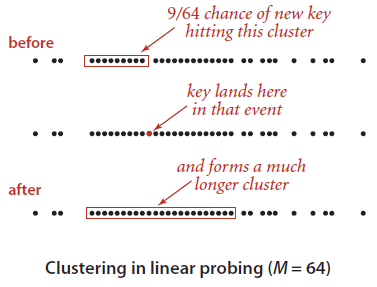 9/64 chance of new key
hitting this cluster
before
key lands here
in that event
and forms a much
longer cluster
after
Clustering in linear probing (M = 64)